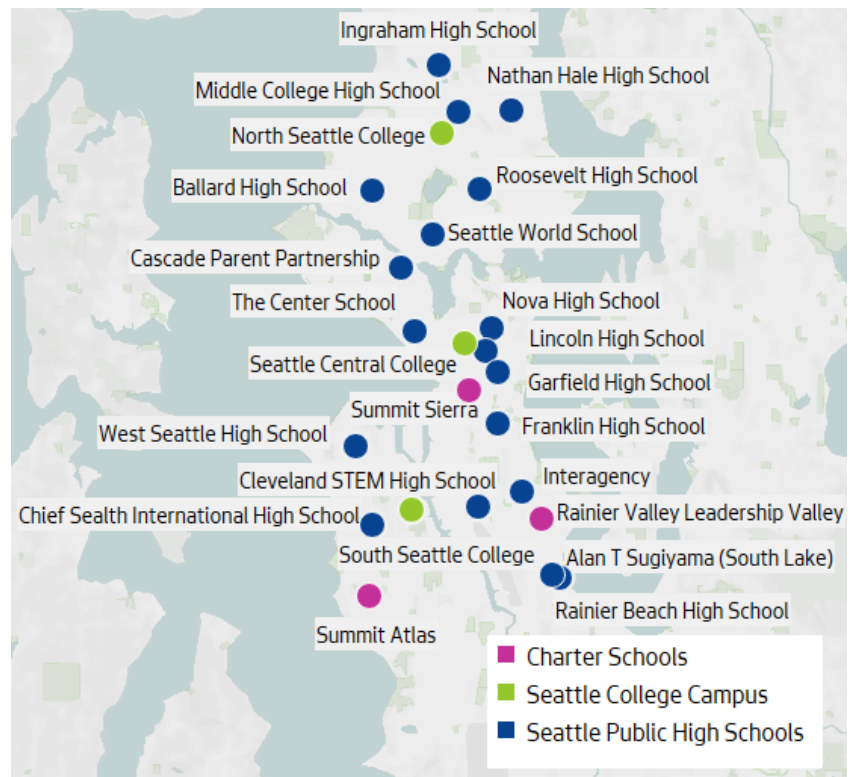 Ingraham High School
Nathan Hale High School
Middle College High School
North Seattle College
Roosevelt High School
Ballard High School
Seattle World School
Cascade Parent Partnership
The Center School
Nova High School
Lincoln High School
Seattle Central College
Garfield High School
Summit Sierra
Franklin High School
West Seattle High School
Interagency
Cleveland STEM High School
Rainier Valley Leadership Valley
Chief Sealth International High School
South Seattle College
Alan T Sugiyama (South Lake)
Rainier Beach High School
Summit Atlas
Charter Schools
Seattle College Campus
Seattle Public High Schools